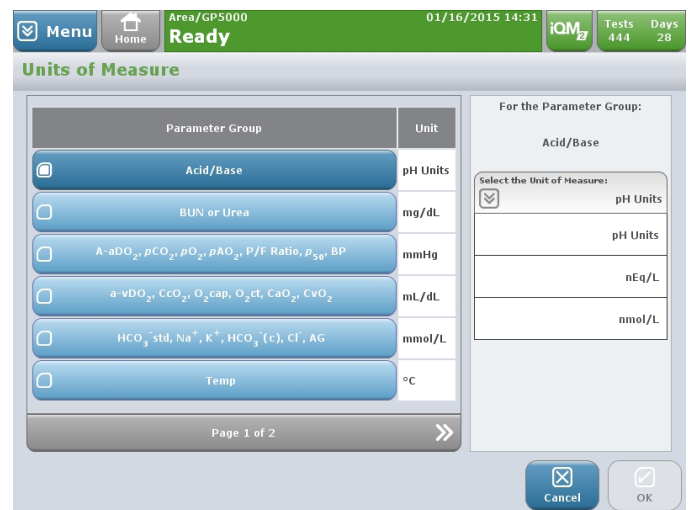 Menu
Home
Area/GP5000
Ready
01/16/2015 14:31
iQM2
Tests Days
444 28
Units of Measure
Parameter Group Unit
Acid/Base pH Units
BUN or Urea mg/dL
A-aDO₂, pCO₂, pO₂, pAO₂, P/F Ratio, p₅₀, BP mmHg
a-vDO₂, CcO₂, O₂cap, O₂ct, CaO₂, CvO₂ mL/dL
HCO₃⁻std, Na⁺, K⁺, HCO₃⁻(c), Cl⁻, AG mmol/L
Temp °C
Page 1 of 2
For the Parameter Group:
Acid/Base
Select the Unit of Measure:
pH Units
pH Units
nEq/L
nmol/L
Cancel
OK